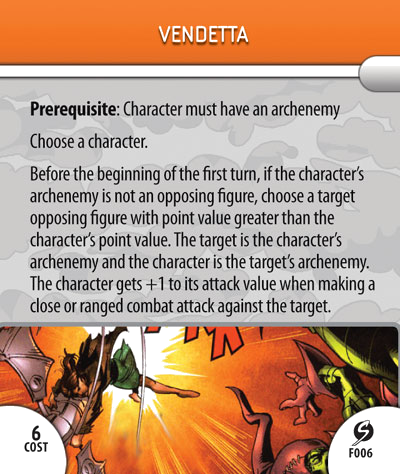 VENDETTA
Prerequisite: Character must have an archenemy
Choose a character.
Before the beginning of the first turn, if the character's
archenemy is not an opposing figure, choose a target
opposing figure with point value greater than the
character's point value. The target is the character's
archenemy and the character is the target's archenemy.
The character gets +1 to its attack value when making a
close or ranged combat attack against the target.
6
COST
F006